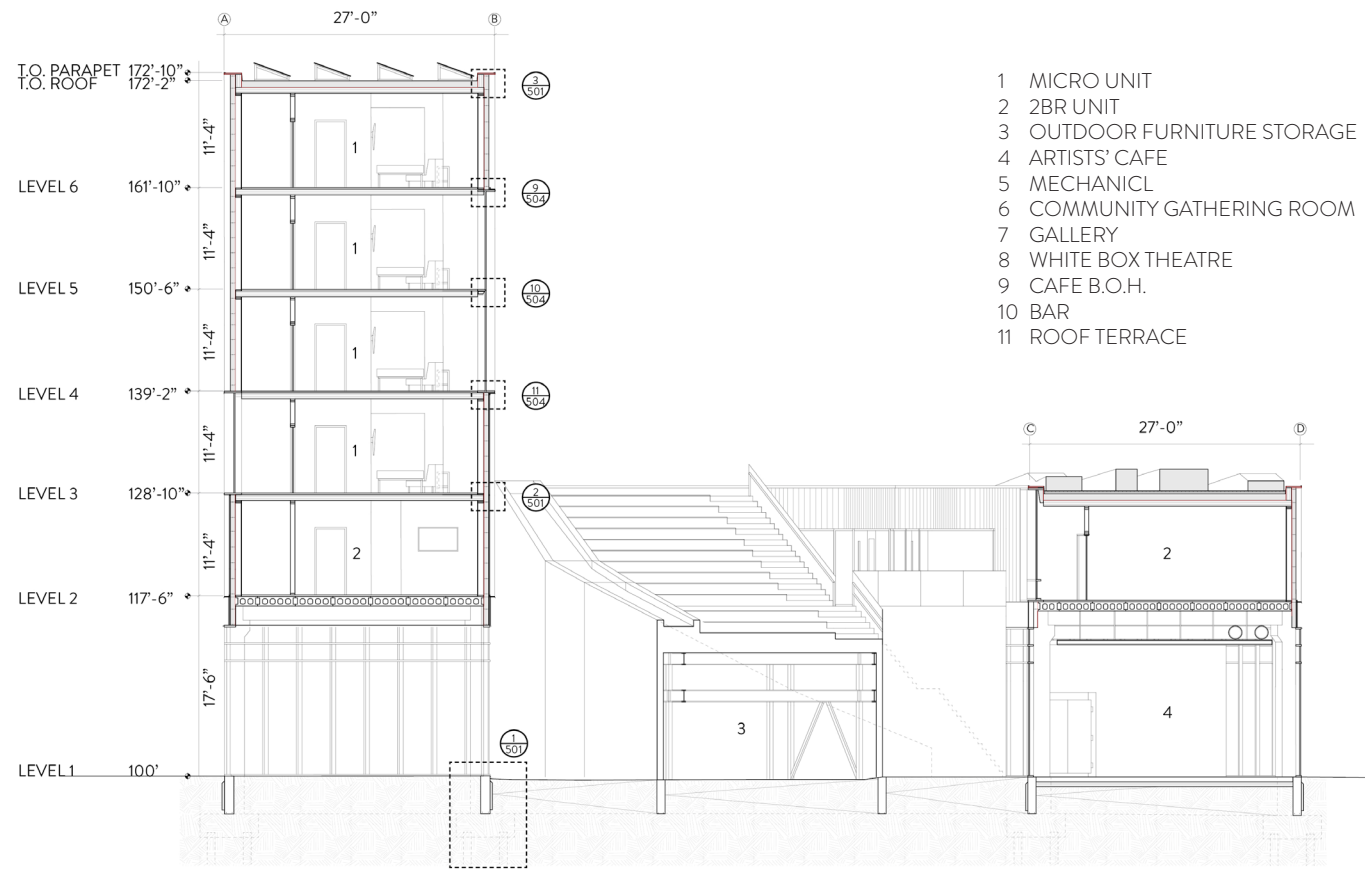 A
27'-0"
B
T.O. PARAPET 172'-10"
T.O. ROOF 172'-2"
3
501
11'-4"
1
LEVEL 6 161'-10"
9
504
11'-4"
1
LEVEL 5 150'-6"
10
504
11'-4"
1
LEVEL 4 139'-2"
11
504
11'-4"
1
LEVEL 3 128'-10"
2
501
11'-4"
2
LEVEL 2 117'-6"
17'-6"
1
501
LEVEL 1 100'
3
C
27'-0"
D
2
4
1 MICRO UNIT
2 2BR UNIT
3 OUTDOOR FURNITURE STORAGE
4 ARTISTS' CAFE
5 MECHANICL
6 COMMUNITY GATHERING ROOM
7 GALLERY
8 WHITE BOX THEATRE
9 CAFE B.O.H.
10 BAR
11 ROOF TERRACE